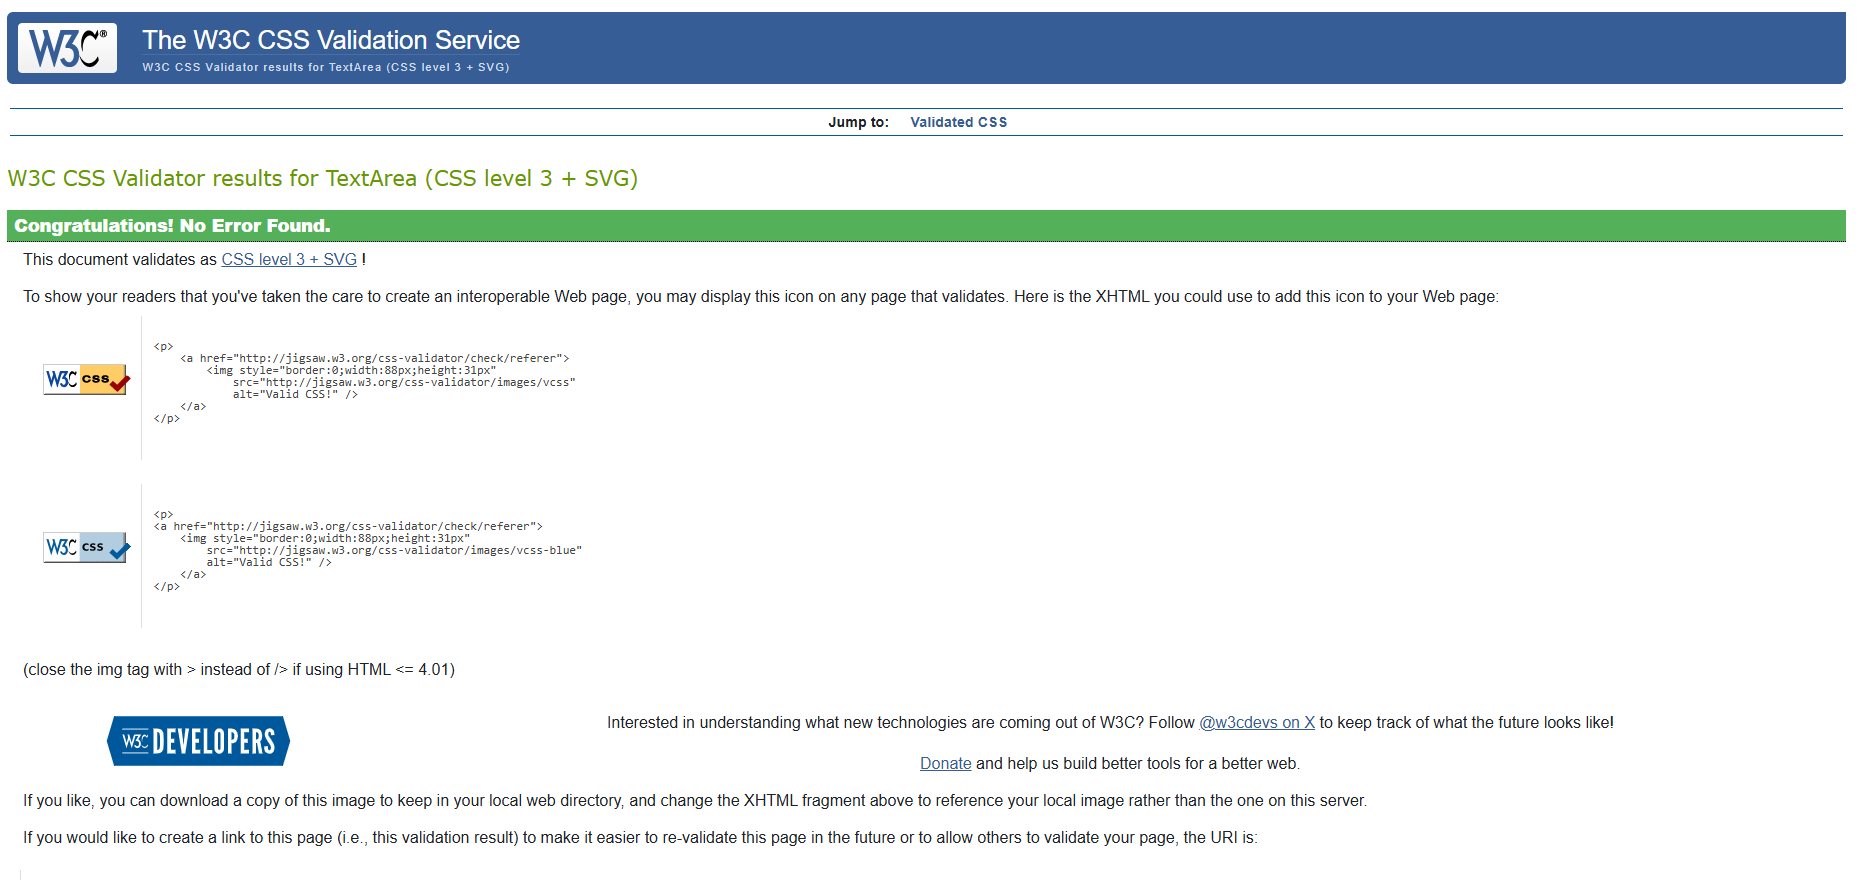 W3C®
The W3C CSS Validation Service
W3C CSS Validator results for TextArea (CSS level 3 + SVG)
Jump to: Validated CSS
W3C CSS Validator results for TextArea (CSS level 3 + SVG)
Congratulations! No Error Found.
This document validates as CSS level 3 + SVG !
To show your readers that you've taken the care to create an interoperable Web page, you may display this icon on any page that validates. Here is the XHTML you could use to add this icon to your Web page:
W3C css
<p>
    <a href="http://jigsaw.w3.org/css-validator/check/referer">
        <img style="border:0;width:88px;height:31px"
            src="http://jigsaw.w3.org/css-validator/images/vcss"
            alt="Valid CSS!" />
    </a>
</p>
W3C css
<p>
<a href="http://jigsaw.w3.org/css-validator/check/referer">
    <img style="border:0;width:88px;height:31px"
        src="http://jigsaw.w3.org/css-validator/images/vcss-blue"
        alt="Valid CSS!" />
    </a>
</p>
(close the img tag with > instead of /> if using HTML <= 4.01)
W3C DEVELOPERS
Interested in understanding what new technologies are coming out of W3C? Follow @w3cdevs on X to keep track of what the future looks like!
Donate and help us build better tools for a better web.
If you like, you can download a copy of this image to keep in your local web directory, and change the XHTML fragment above to reference your local image rather than the one on this server.
If you would like to create a link to this page (i.e., this validation result) to make it easier to re-validate this page in the future or to allow others to validate your page, the URI is: